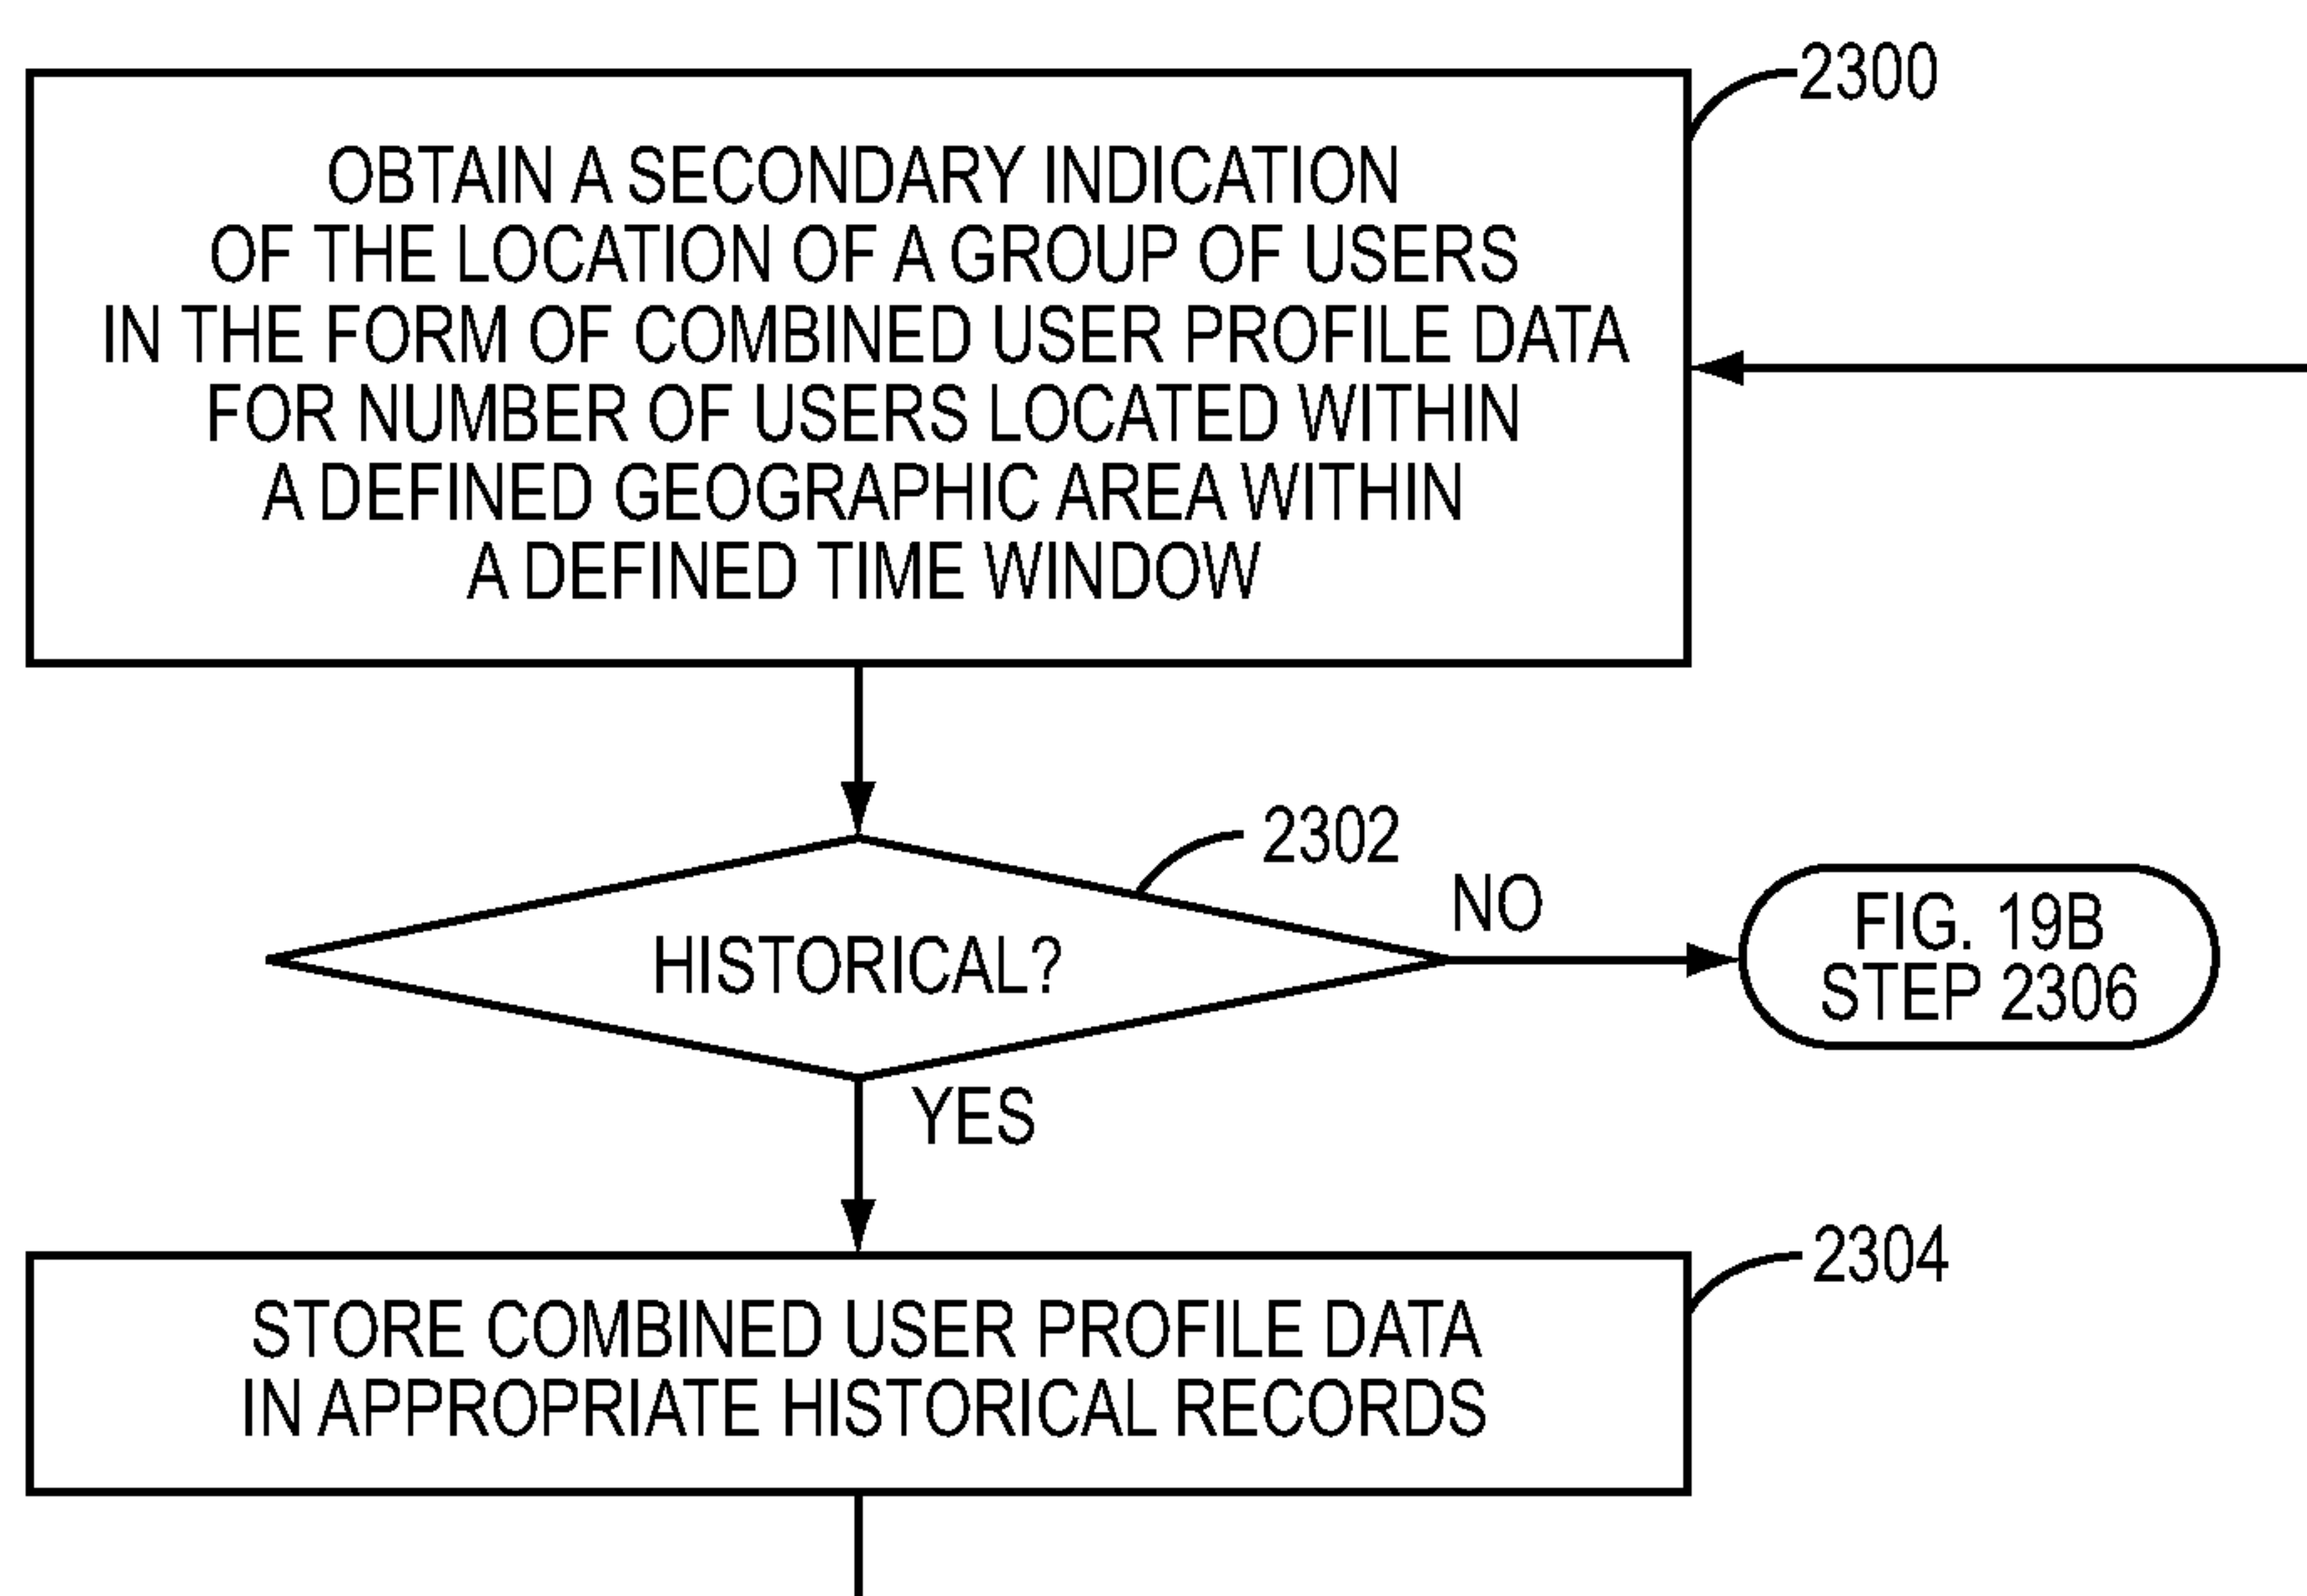 2300
OBTAIN A SECONDARY INDICATION
OF THE LOCATION OF A GROUP OF USERS
IN THE FORM OF COMBINED USER PROFILE DATA
FOR NUMBER OF USERS LOCATED WITHIN
A DEFINED GEOGRAPHIC AREA WITHIN
A DEFINED TIME WINDOW
2302
HISTORICAL?
NO
FIG. 19B
STEP 2306
YES
2304
STORE COMBINED USER PROFILE DATA
IN APPROPRIATE HISTORICAL RECORDS